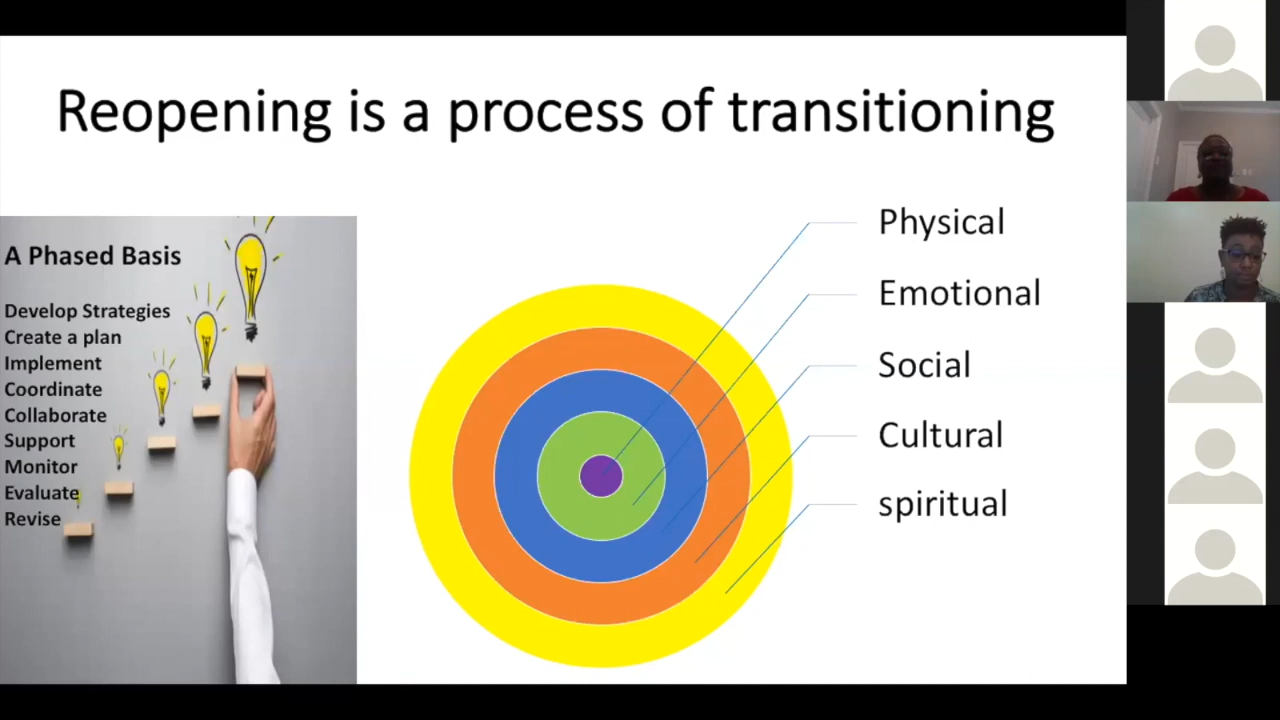 Reopening is a process of transitioning
A Phased Basis
Develop Strategies
Create a plan
Implement
Coordinate
Collaborate
Support
Monitor
Evaluate
Revise
Physical
Emotional
Social
Cultural
spiritual